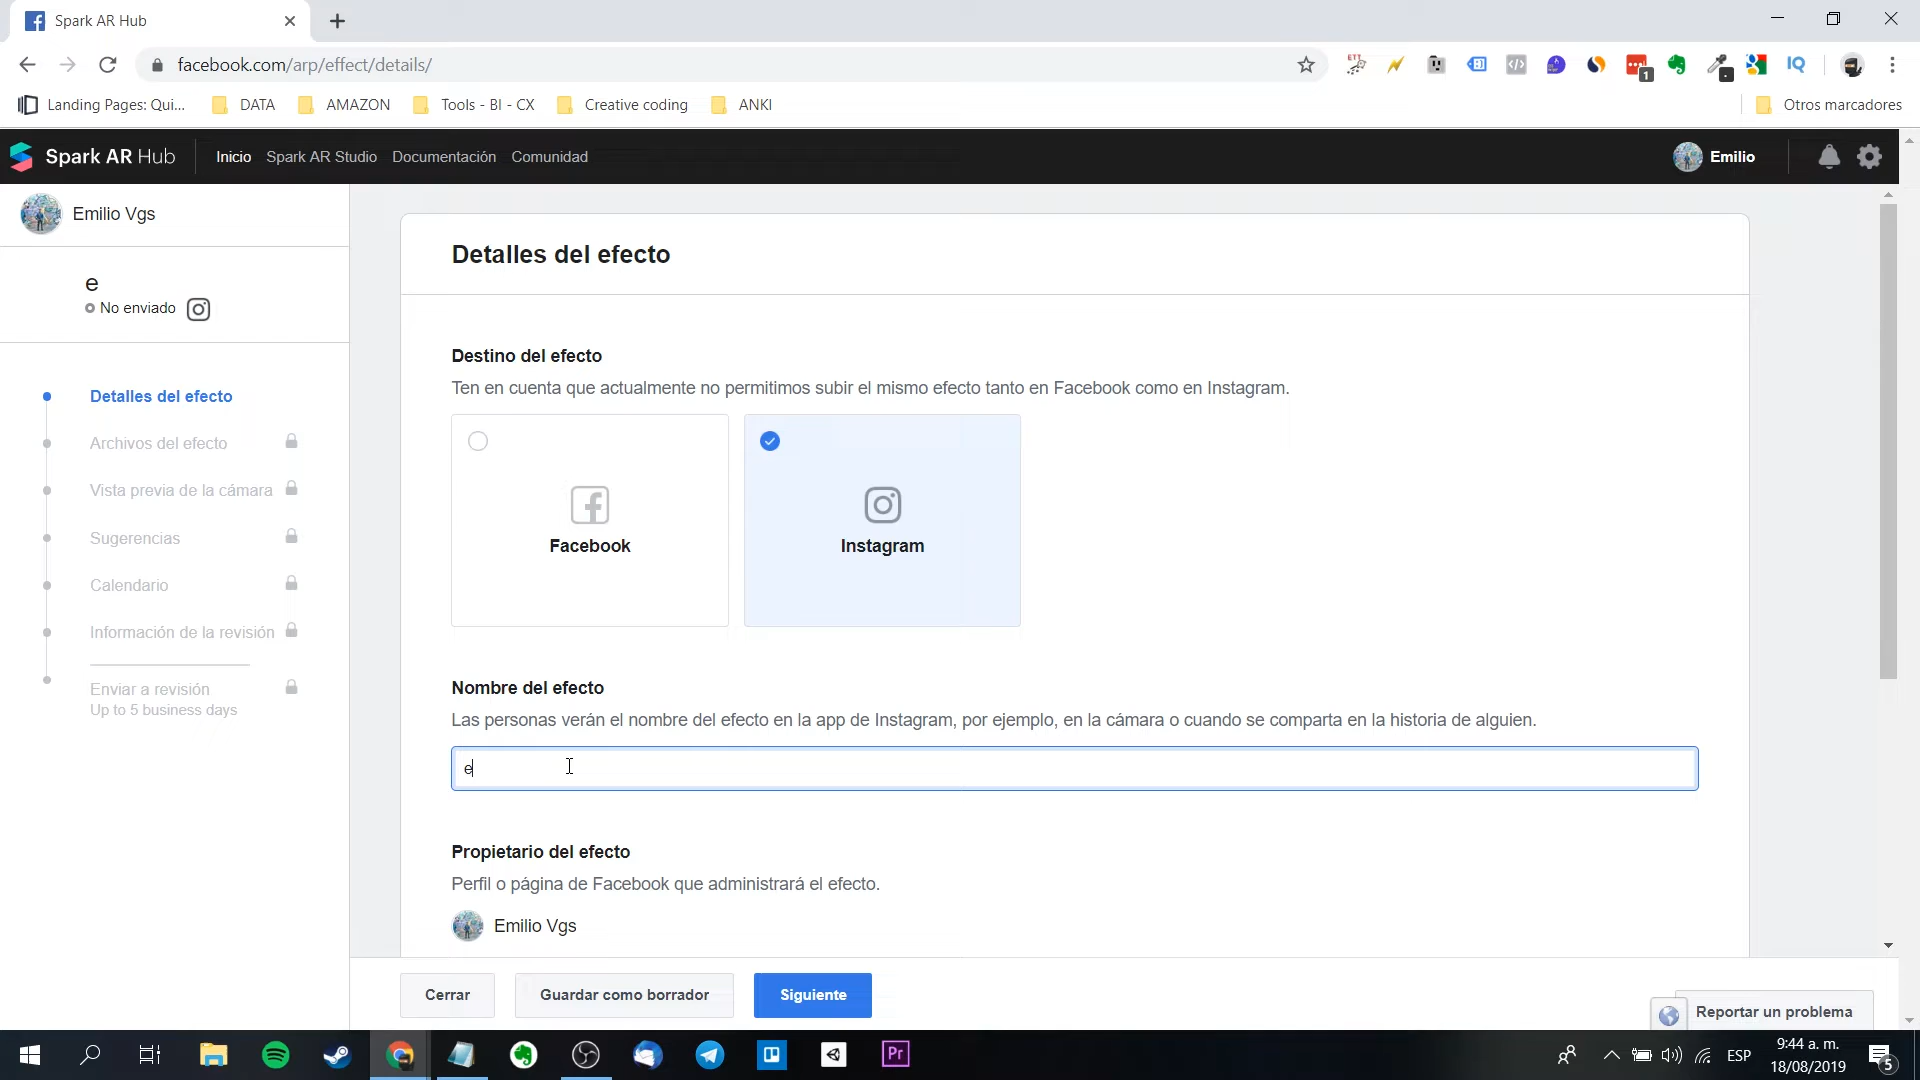 Spark AR Hub
facebook.com/arp/effect/details/
1
IQ
Landing Pages: Qui...
DATA
AMAZON
Tools - BI - CX
Creative coding
ANKI
Otros marcadores
Spark AR Hub
Inicio
Spark AR Studio
Documentación
Comunidad
Emilio
Emilio Vgs
e
No enviado
Detalles del efecto
Archivos del efecto
Vista previa de la cámara
Sugerencias
Calendario
Información de la revisión
Enviar a revisión
Up to 5 business days
Detalles del efecto
Destino del efecto
Ten en cuenta que actualmente no permitimos subir el mismo efecto tanto en Facebook como en Instagram.
Facebook
Instagram
Nombre del efecto
Las personas verán el nombre del efecto en la app de Instagram, por ejemplo, en la cámara o cuando se comparta en la historia de alguien.
e
Propietario del efecto
Perfil o página de Facebook que administrará el efecto.
Emilio Vgs
Cerrar
Guardar como borrador
Siguiente
Reportar un problema
Pr
ESP
9:44 a. m.
18/08/2019
5